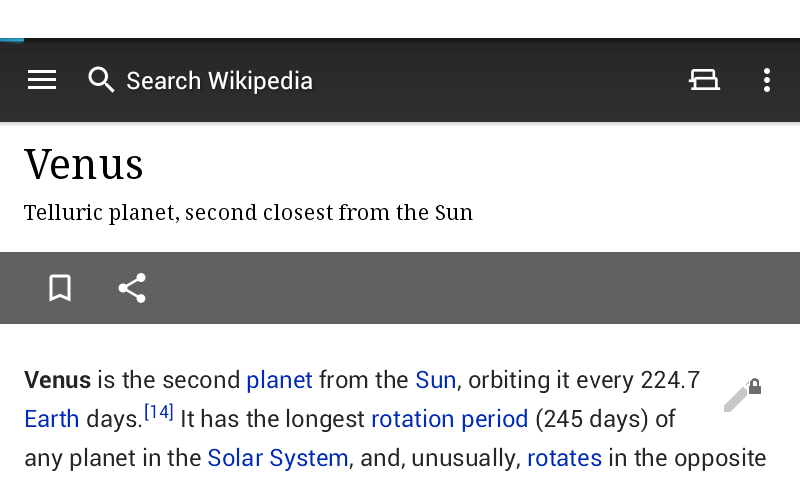 Search Wikipedia
Venus
Telluric planet, second closest from the Sun
Venus is the second planet from the Sun, orbiting it every 224.7
Earth days.[14] It has the longest rotation period (245 days) of
any planet in the Solar System, and, unusually, rotates in the opposite